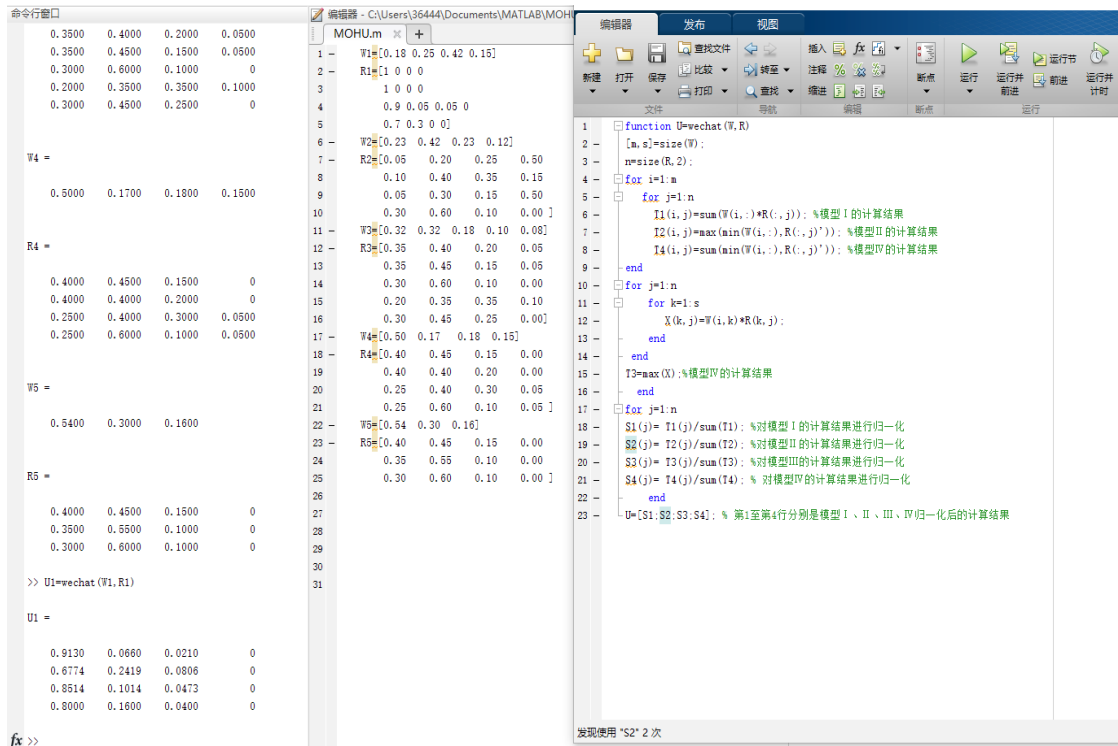 命令行窗口
0.3500 0.4000 0.2000 0.0500
0.3500 0.4500 0.1500 0.0500
0.3000 0.6000 0.1000 0
0.2000 0.3500 0.3500 0.1000
0.3000 0.4500 0.2500 0
W4 =
0.5000 0.1700 0.1800 0.1500
R4 =
0.4000 0.4500 0.1500 0
0.4000 0.4000 0.2000 0
0.2500 0.4000 0.3000 0.0500
0.2500 0.6000 0.1000 0.0500
W5 =
0.5400 0.3000 0.1600
R5 =
0.4000 0.4500 0.1500 0
0.3500 0.5500 0.1000 0
0.3000 0.6000 0.1000 0
>> U1=wechat(W1,R1)
U1 =
0.9130 0.0660 0.0210 0
0.6774 0.2419 0.0806 0
0.8514 0.1014 0.0473 0
0.8000 0.1600 0.0400 0
fx >>
编辑器 - C:\Users\36444\Documents\MATLAB\MOHU
MOHU.m × +
1 – W1=[0.18 0.25 0.42 0.15]
2 – R1=[1 0 0 0
3 1 0 0 0
4 0.9 0.05 0.05 0
5 0.7 0.3 0 0]
6 – W2=[0.23 0.42 0.23 0.12]
7 – R2=[0.05 0.20 0.25 0.50
8 0.10 0.40 0.35 0.15
9 0.05 0.30 0.15 0.50
10 0.30 0.60 0.10 0.00 ]
11 – W3=[0.32 0.32 0.18 0.10 0.08]
12 – R3=[0.35 0.40 0.20 0.05
13 0.35 0.45 0.15 0.05
14 0.30 0.60 0.10 0.00
15 0.20 0.35 0.35 0.10
16 0.30 0.45 0.25 0.00]
17 – W4=[0.50 0.17 0.18 0.15]
18 – R4=[0.40 0.45 0.15 0.00
19 0.40 0.40 0.20 0.00
20 0.25 0.40 0.30 0.05
21 0.25 0.60 0.10 0.05 ]
22 – W5=[0.54 0.30 0.16]
23 – R5=[0.40 0.45 0.15 0.00
24 0.35 0.55 0.10 0.00
25 0.30 0.60 0.10 0.00 ]
26
27
28
29
30
31
编辑器 发布 视图
新建 打开 保存 查找文件 比较 打印 转至 查找 插入 fx 注释 缩进 断点 运行 运行并前进 运行节 前进 运行并计时
文件 导航 编辑 断点 运行
1 function U=wechat(W,R)
2 – [m,s]=size(W);
3 – n=size(R,2);
4 – for i=1:m
5 – for j=1:n
6 – T1(i,j)=sum(W(i,:)*R(:,j)); %模型Ⅰ的计算结果
7 – T2(i,j)=max(min(W(i,:),R(:,j)')); %模型Ⅱ的计算结果
8 – T4(i,j)=sum(min(W(i,:),R(:,j)')); %模型Ⅳ的计算结果
9 – end
10 – for j=1:n
11 – for k=1:s
12 – X(k,j)=W(i,k)*R(k,j);
13 – end
14 – end
15 – T3=max(X);%模型Ⅳ的计算结果
16 – end
17 – for j=1:n
18 – S1(j)= T1(j)/sum(T1); %对模型Ⅰ的计算结果进行归一化
19 – S2(j)= T2(j)/sum(T2); %对模型Ⅱ的计算结果进行归一化
20 – S3(j)= T3(j)/sum(T3); %对模型Ⅲ的计算结果进行归一化
21 – S4(j)= T4(j)/sum(T4); % 对模型Ⅳ的计算结果进行归一化
22 – end
23 – U=[S1;S2;S3;S4]; % 第1至第4行分别是模型Ⅰ、Ⅱ、Ⅲ、Ⅳ归一化后的计算结果
发现使用 "S2" 2 次